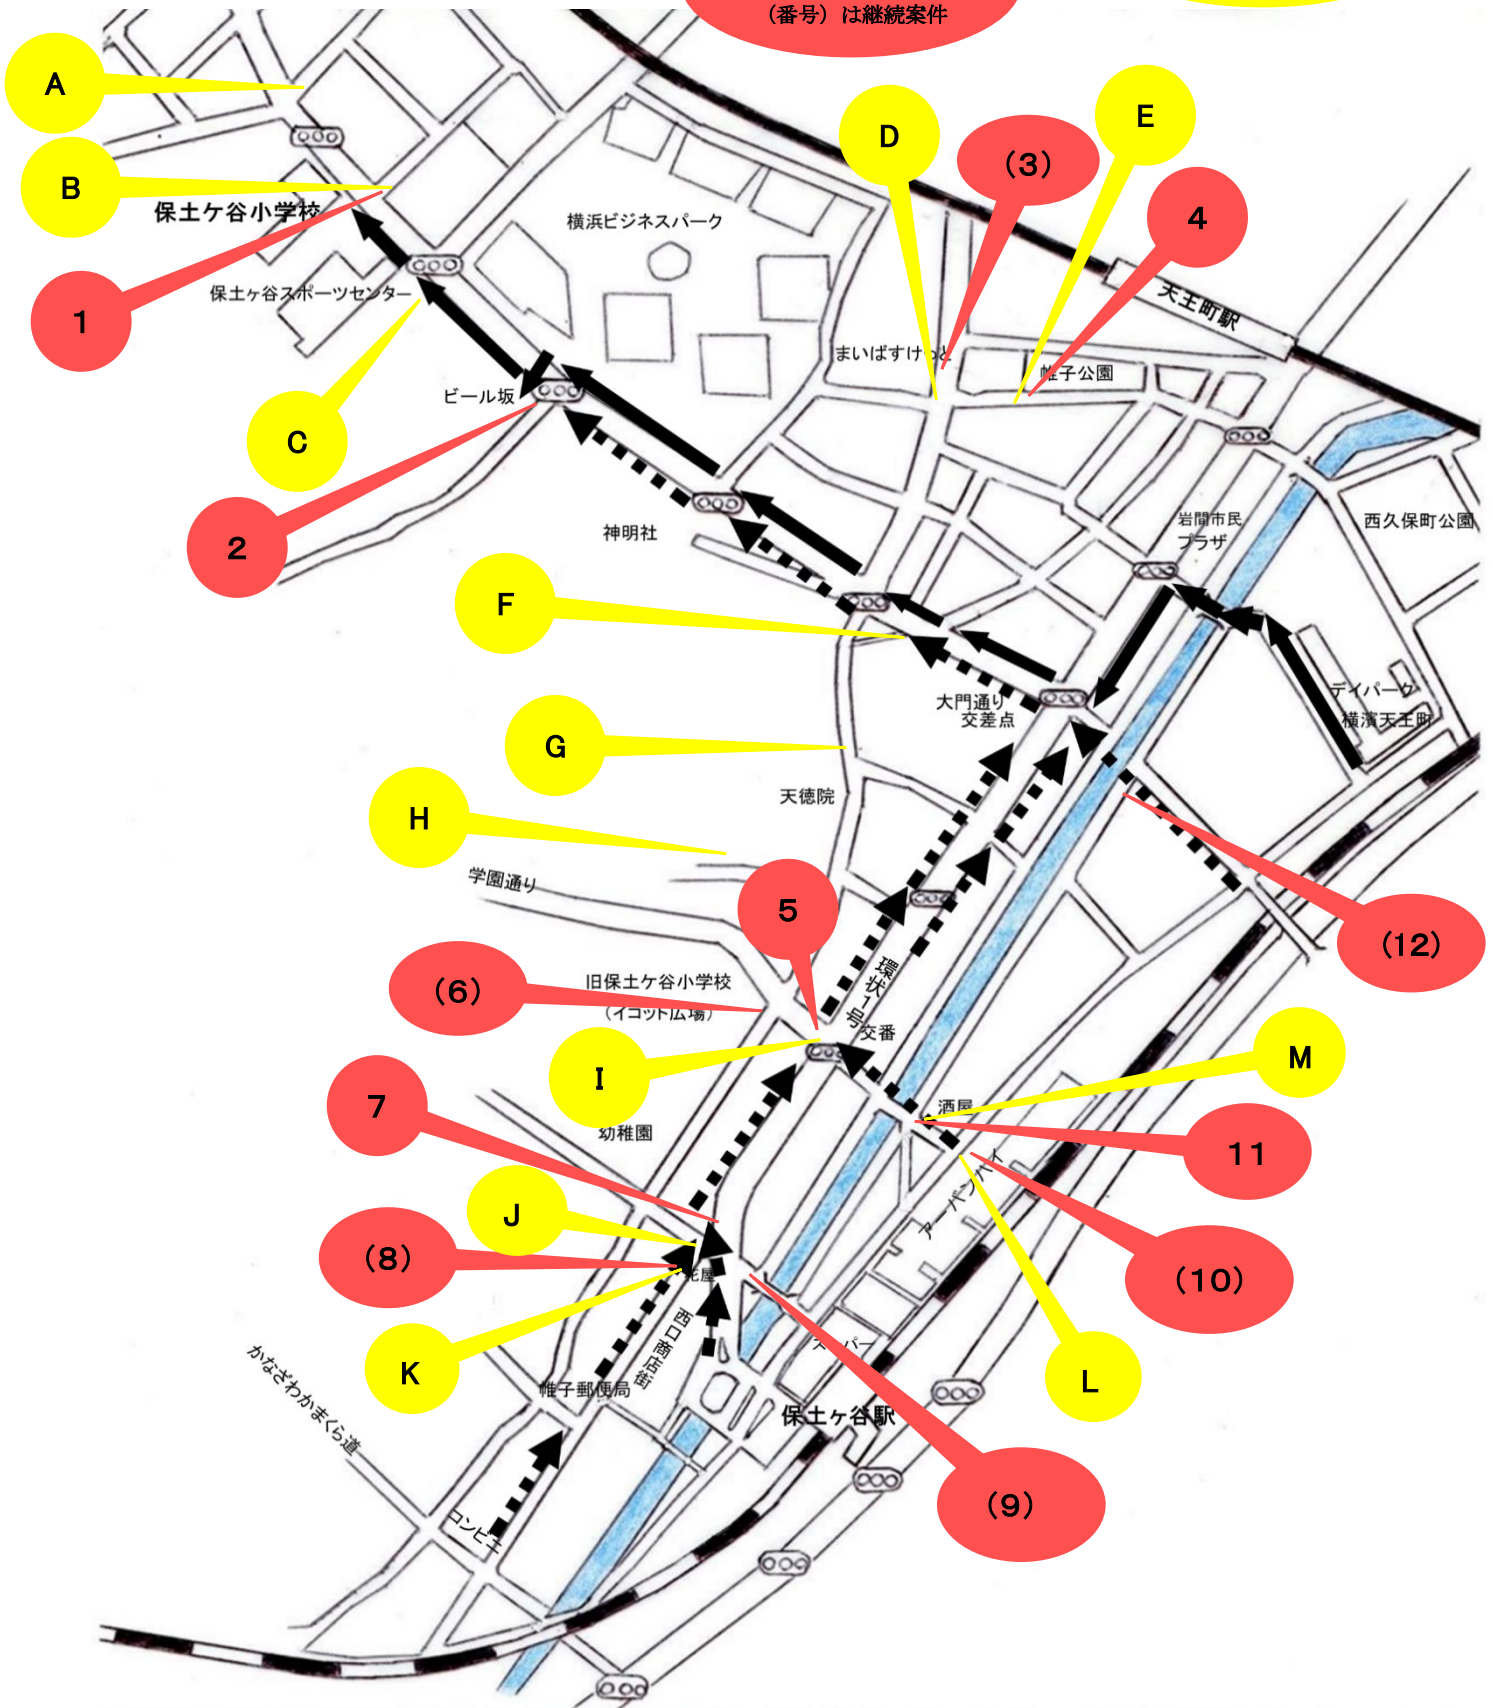 (番号)は継続案件
A
B
保土ケ谷小学校
1
保土ヶ谷スポーツセンター
C
2
横浜ビジネスパーク
ビール坂
D
(3)
E
4
天王町駅
まいばすけっと
帷子公園
神明社
岩間市民
プラザ
西久保町公園
F
G
大門通り
交差点
デイパーク
横濱天王町
天徳院
H
学園通り
5
(12)
(6)
旧保土ケ谷小学校
(イコット広場)
環状1号
交番
I
M
酒屋
7
幼稚園
11
アーバンハイ
J
(8)
花屋
(10)
K
西口商店街
スーパー
L
かなざわかまくら道
帷子郵便局
保土ヶ谷駅
(9)
コンビニ